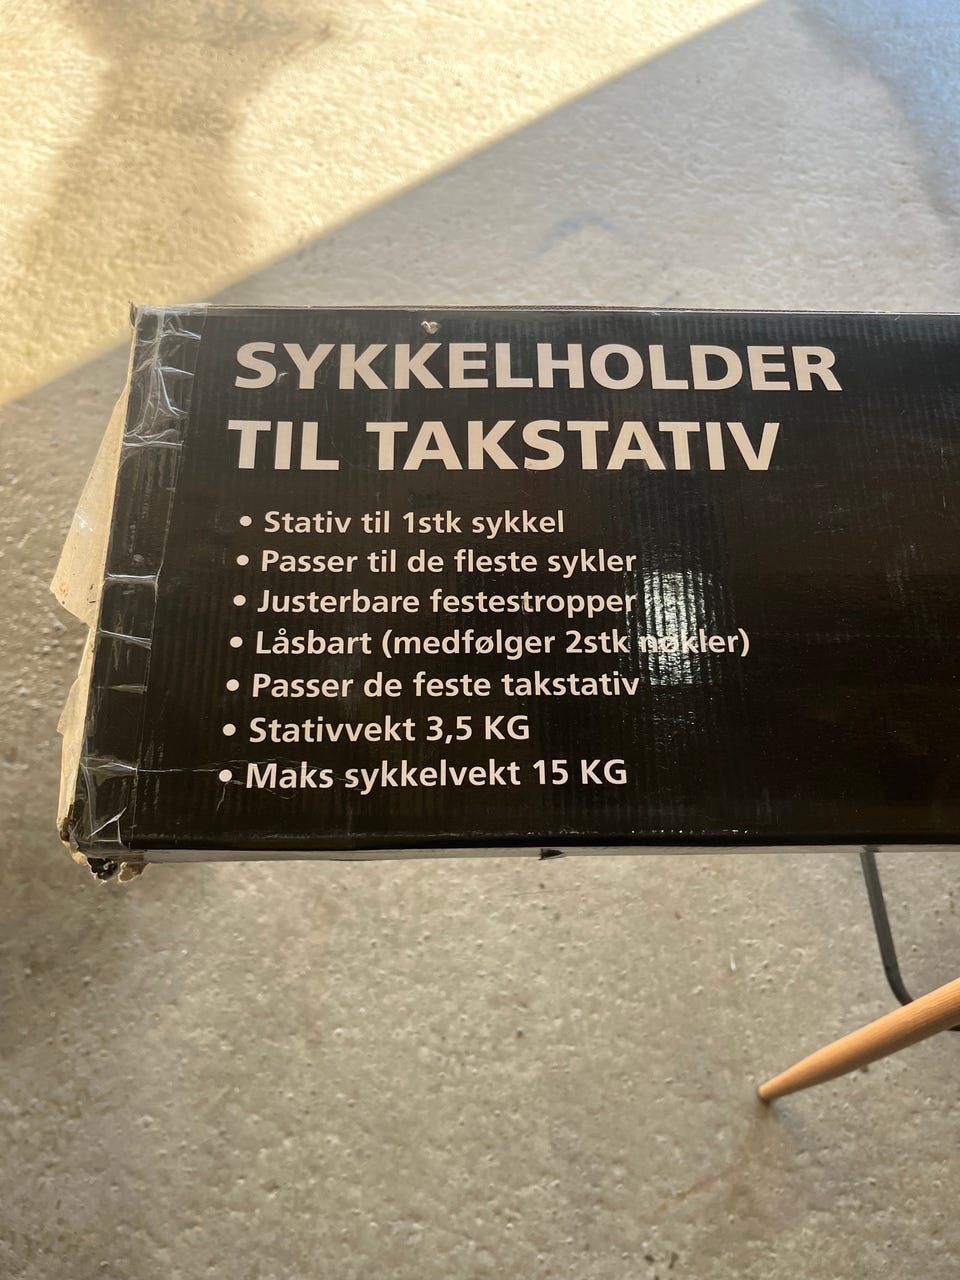 SYKKELHOLDER
TIL TAKSTATIV
• Stativ til 1stk sykkel
• Passer til de fleste sykler
• Justerbare festestropper
• Låsbart (medfølger 2stk nøkler)
• Passer de feste takstativ
• Stativvekt 3,5 KG
• Maks sykkelvekt 15 KG